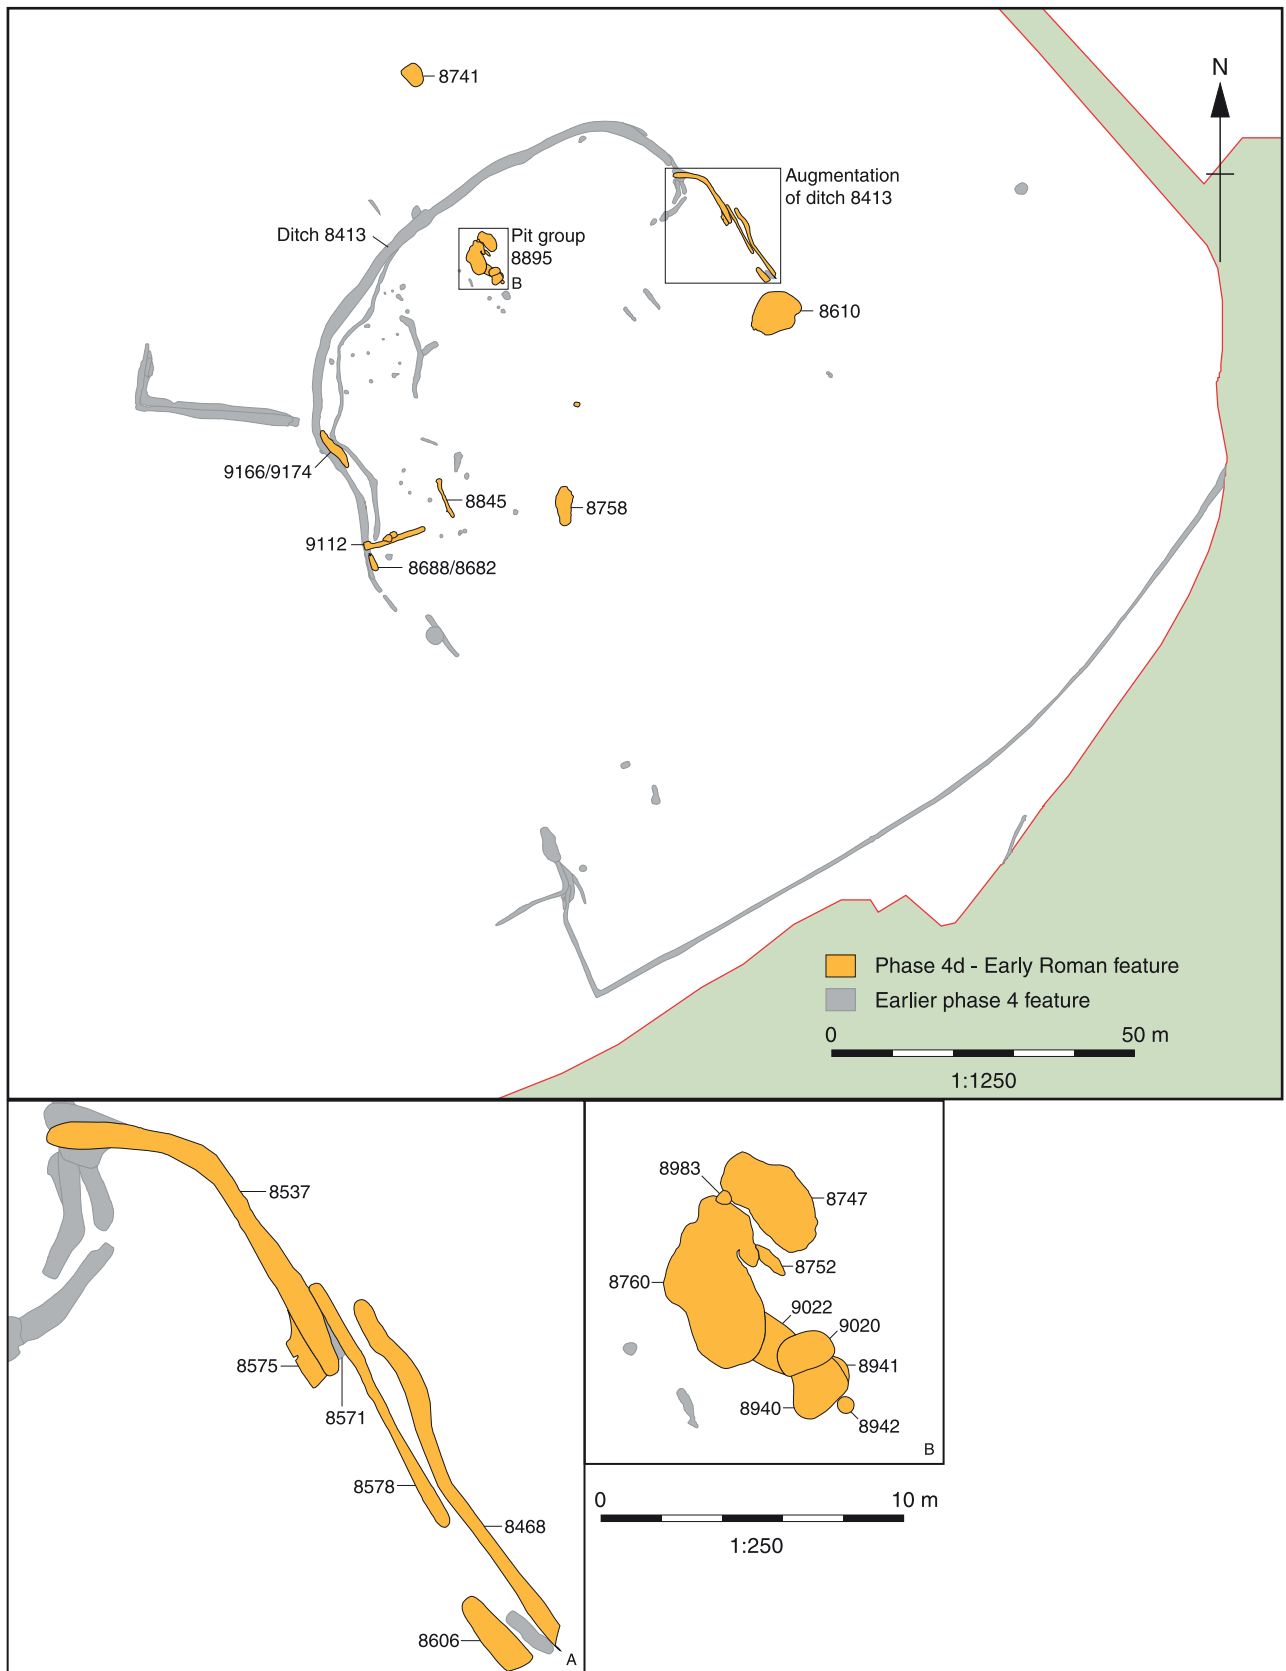 8741
N
Augmentation
of ditch 8413
Ditch 8413
Pit group
8895
B
8610
9166/9174
8845
8758
9112
8688/8682
Phase 4d - Early Roman feature
Earlier phase 4 feature
0 50 m
1:1250
8537
8575
8571
8578
8468
8606
A
8983
8747
8752
8760
9022
9020
8941
8940
8942
B
0 10 m
1:250